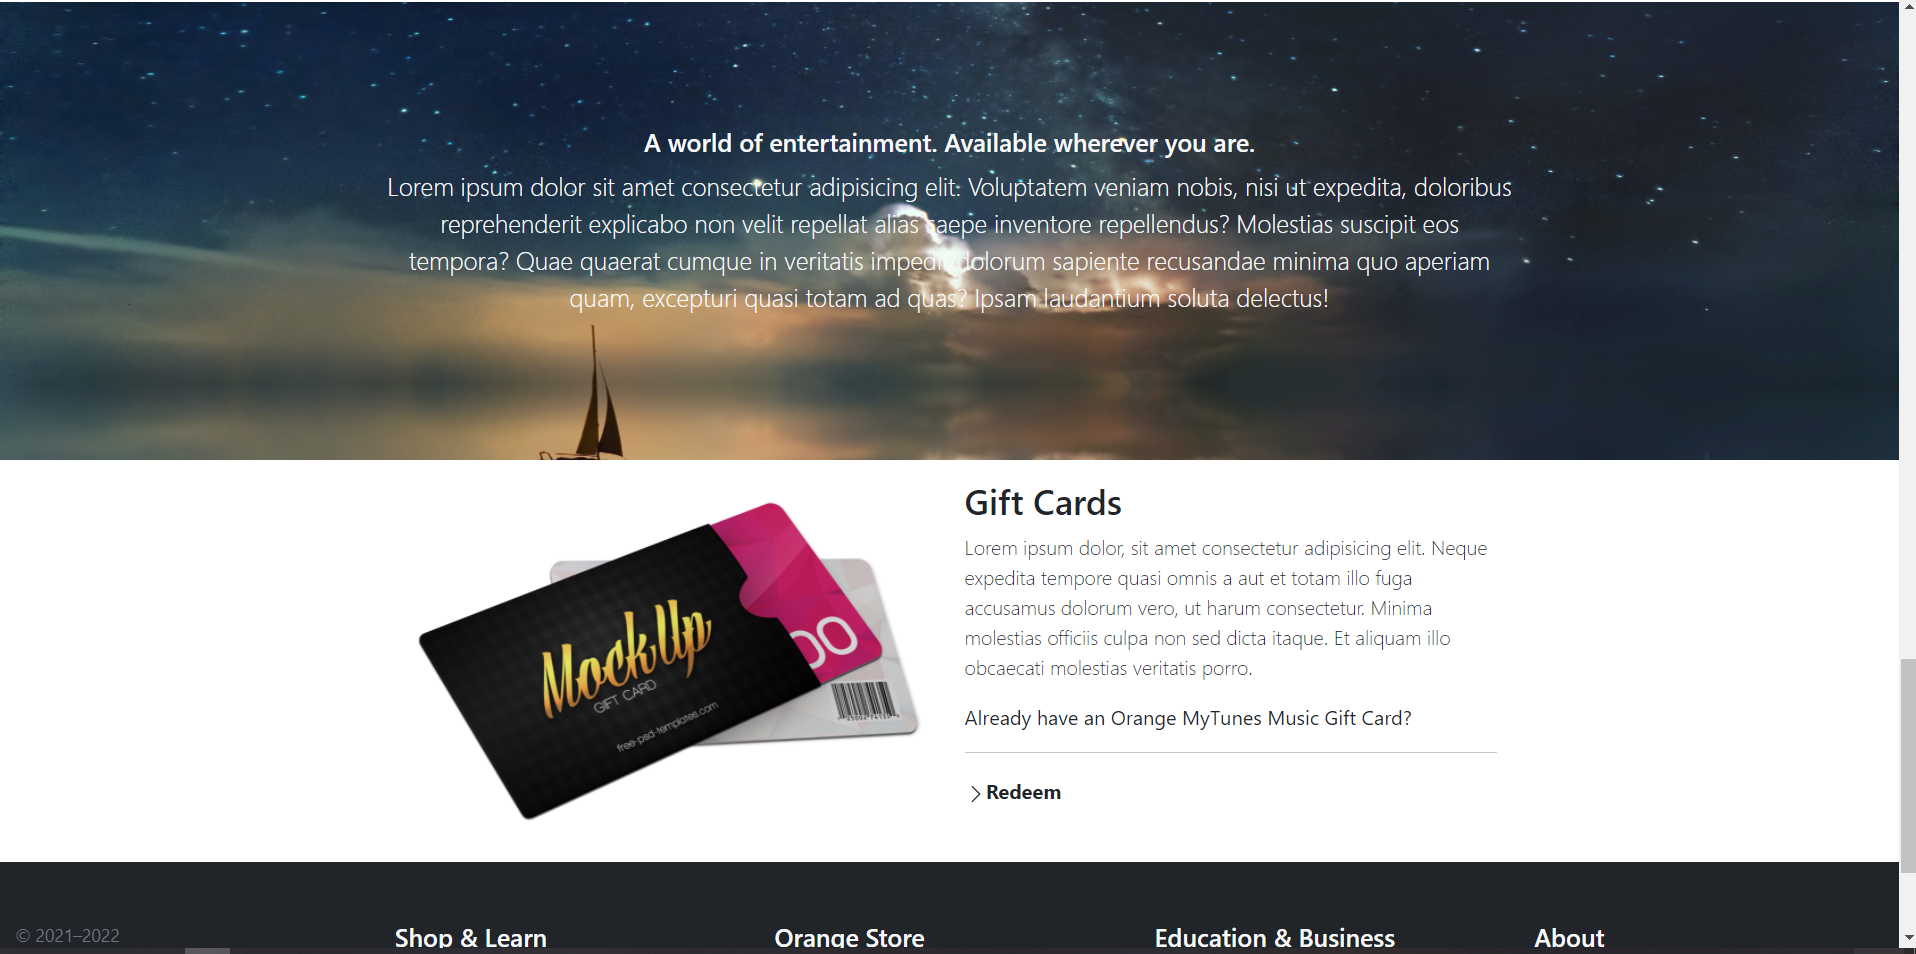 A world of entertainment. Available wherever you are.
Lorem ipsum dolor sit amet consectetur adipisicing elit. Voluptatem veniam nobis, nisi ut expedita, doloribus
reprehenderit explicabo non velit repellat alias saepe inventore repellendus? Molestias suscipit eos
tempora? Quae quaerat cumque in veritatis impedit dolorum sapiente recusandae minima quo aperiam
quam, excepturi quasi totam ad quas? Ipsam laudantium soluta delectus!
MockUp
GIFT CARD
free-psd-templates.com
00
Gift Cards
Lorem ipsum dolor, sit amet consectetur adipisicing elit. Neque
expedita tempore quasi omnis a aut et totam illo fuga
accusamus dolorum vero, ut harum consectetur. Minima
molestias officiis culpa non sed dicta itaque. Et aliquam illo
obcaecati molestias veritatis porro.
Already have an Orange MyTunes Music Gift Card?
Redeem
© 2021–2022
Shop & Learn
Orange Store
Education & Business
About